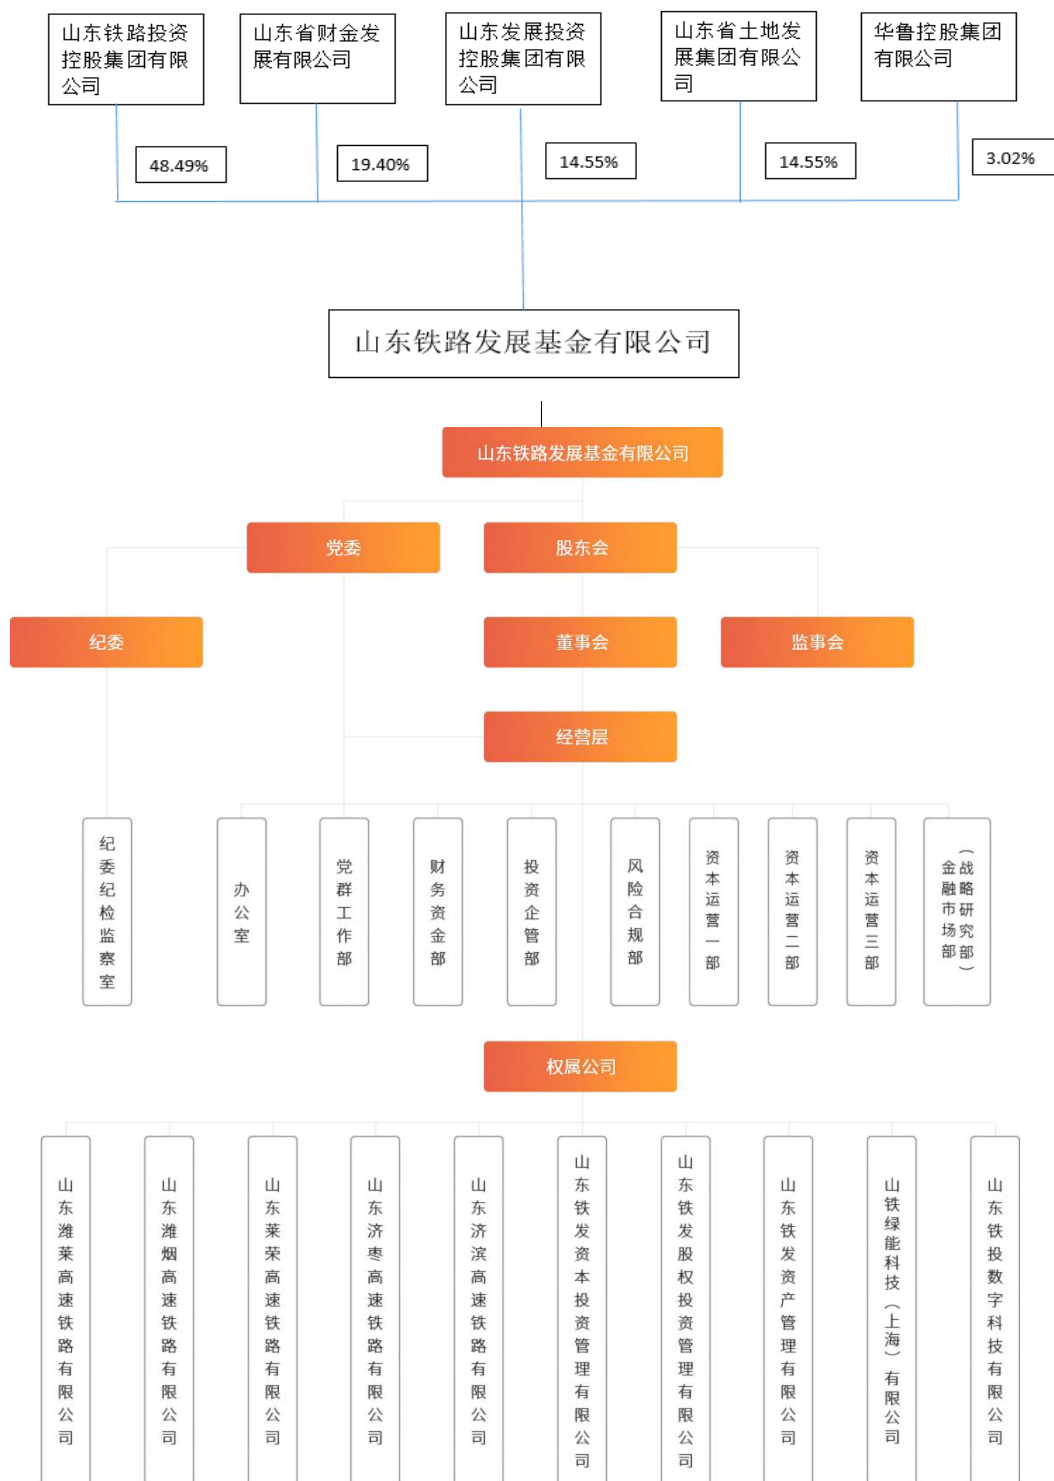 山东铁路投资
控股集团有限
公司
山东省财金发
展有限公司
山东发展投资
控股集团有限
公司
山东省土地发
展集团有限公
司
华鲁控股集团
有限公司
48.49%
19.40%
14.55%
14.55%
3.02%
山东铁路发展基金有限公司
山东铁路发展基金有限公司
党委
股东会
纪委
董事会
监事会
经营层
纪委纪检监察室
办公室
党群工作部
财务资金部
投资企管部
风险合规部
资本运营一部
资本运营二部
资本运营三部
金融市场部
（战略研究部）
权属公司
山东潍莱高速铁路有限公司
山东潍烟高速铁路有限公司
山东莱荣高速铁路有限公司
山东济枣高速铁路有限公司
山东济滨高速铁路有限公司
山东铁发资本投资管理有限公司
山东铁发股权投资管理有限公司
山东铁发资产管理有限公司
山铁绿能科技（上海）有限公司
山东铁投数字科技有限公司